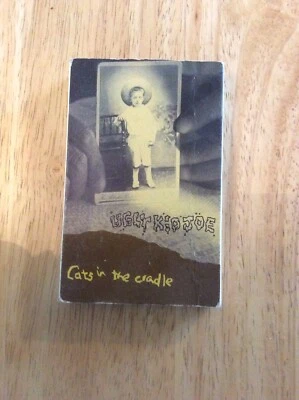 UGLY KID JOE
Cats in the cradle